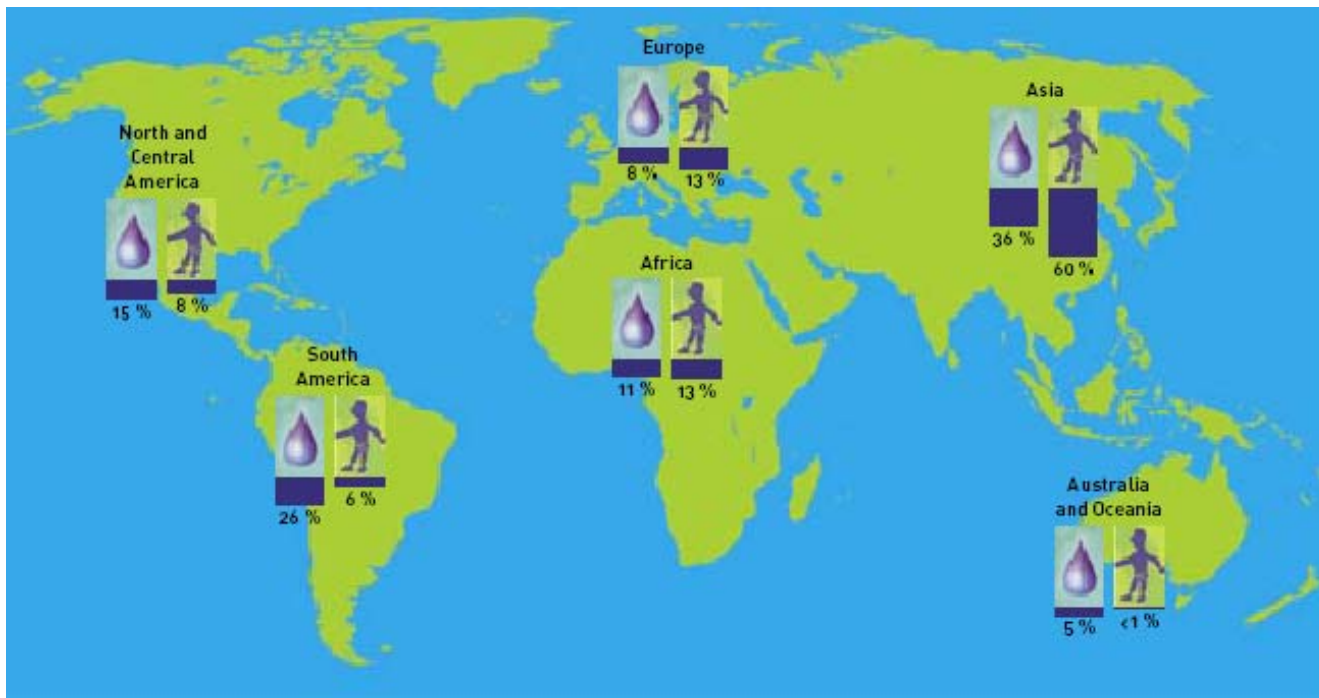 Europe
8 % 13 %
Asia
36 %
60 %
North and
Central
America
15 % 8 %
Africa
11 % 13 %
South
America
26 % 6 %
Australia
and Oceania
5 % <1 %